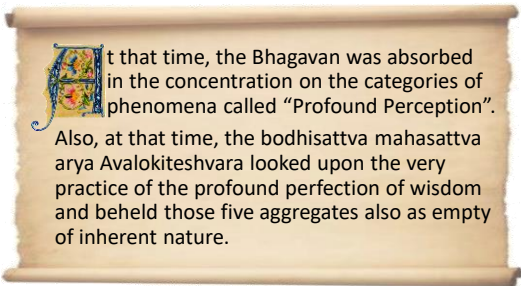 At that time, the Bhagavan was absorbed
in the concentration on the categories of
phenomena called “Profound Perception”.
Also, at that time, the bodhisattva mahasattva
arya Avalokiteshvara looked upon the very
practice of the profound perfection of wisdom
and beheld those five aggregates also as empty
of inherent nature.